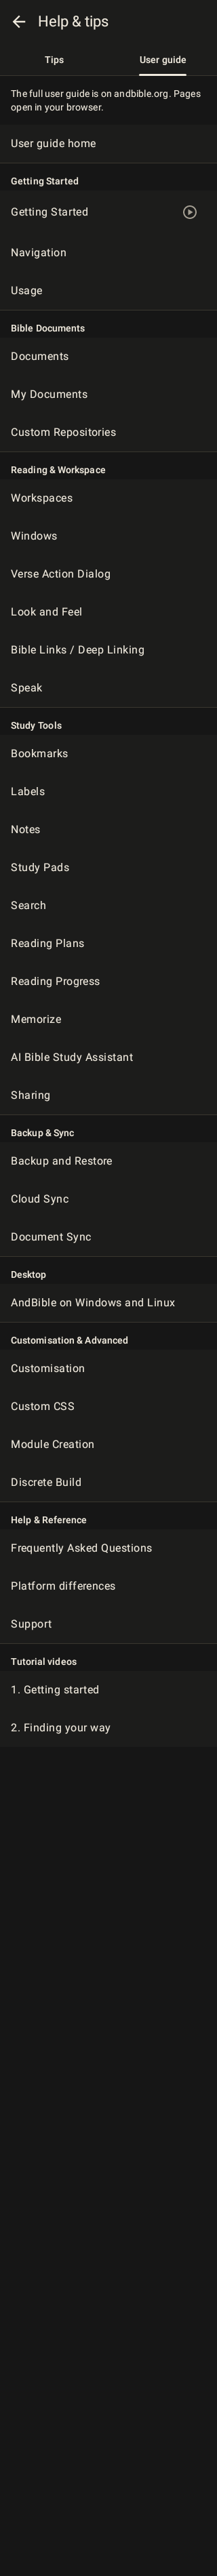 Help & tips
Tips
User guide
The full user guide is on andbible.org. Pages
open in your browser.
User guide home
Getting Started
Getting Started
Navigation
Usage
Bible Documents
Documents
My Documents
Custom Repositories
Reading & Workspace
Workspaces
Windows
Verse Action Dialog
Look and Feel
Bible Links / Deep Linking
Speak
Study Tools
Bookmarks
Labels
Notes
Study Pads
Search
Reading Plans
Reading Progress
Memorize
AI Bible Study Assistant
Sharing
Backup & Sync
Backup and Restore
Cloud Sync
Document Sync
Desktop
AndBible on Windows and Linux
Customisation & Advanced
Customisation
Custom CSS
Module Creation
Discrete Build
Help & Reference
Frequently Asked Questions
Platform differences
Support
Tutorial videos
1. Getting started
2. Finding your way